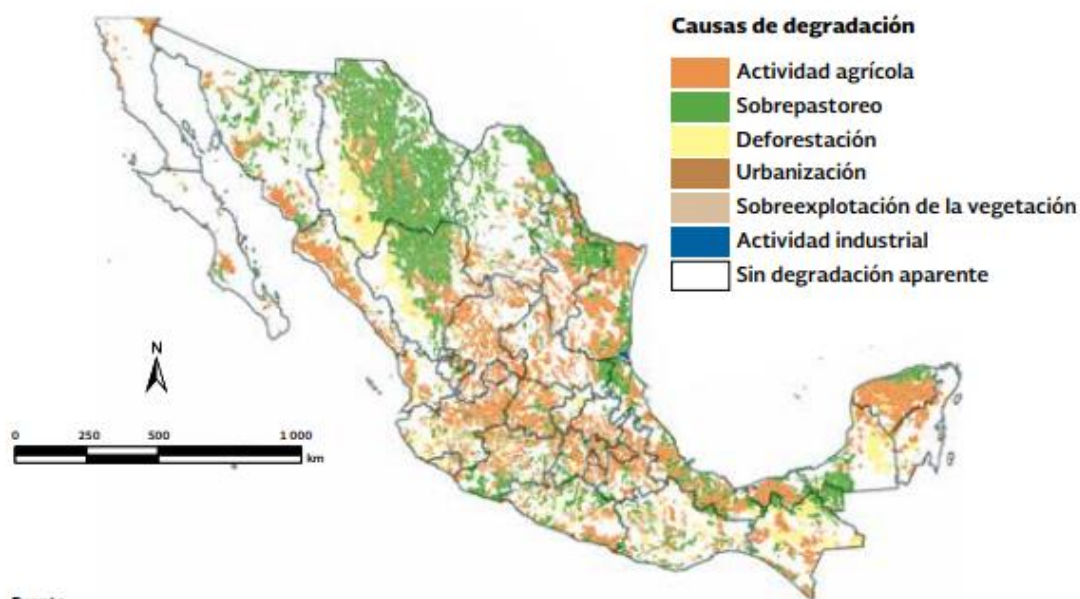 Causas de degradación
Actividad agrícola
Sobrepastoreo
Deforestación
Urbanización
Sobreexplotación de la vegetación
Actividad industrial
Sin degradación aparente
N
0 250 500 1 000
km